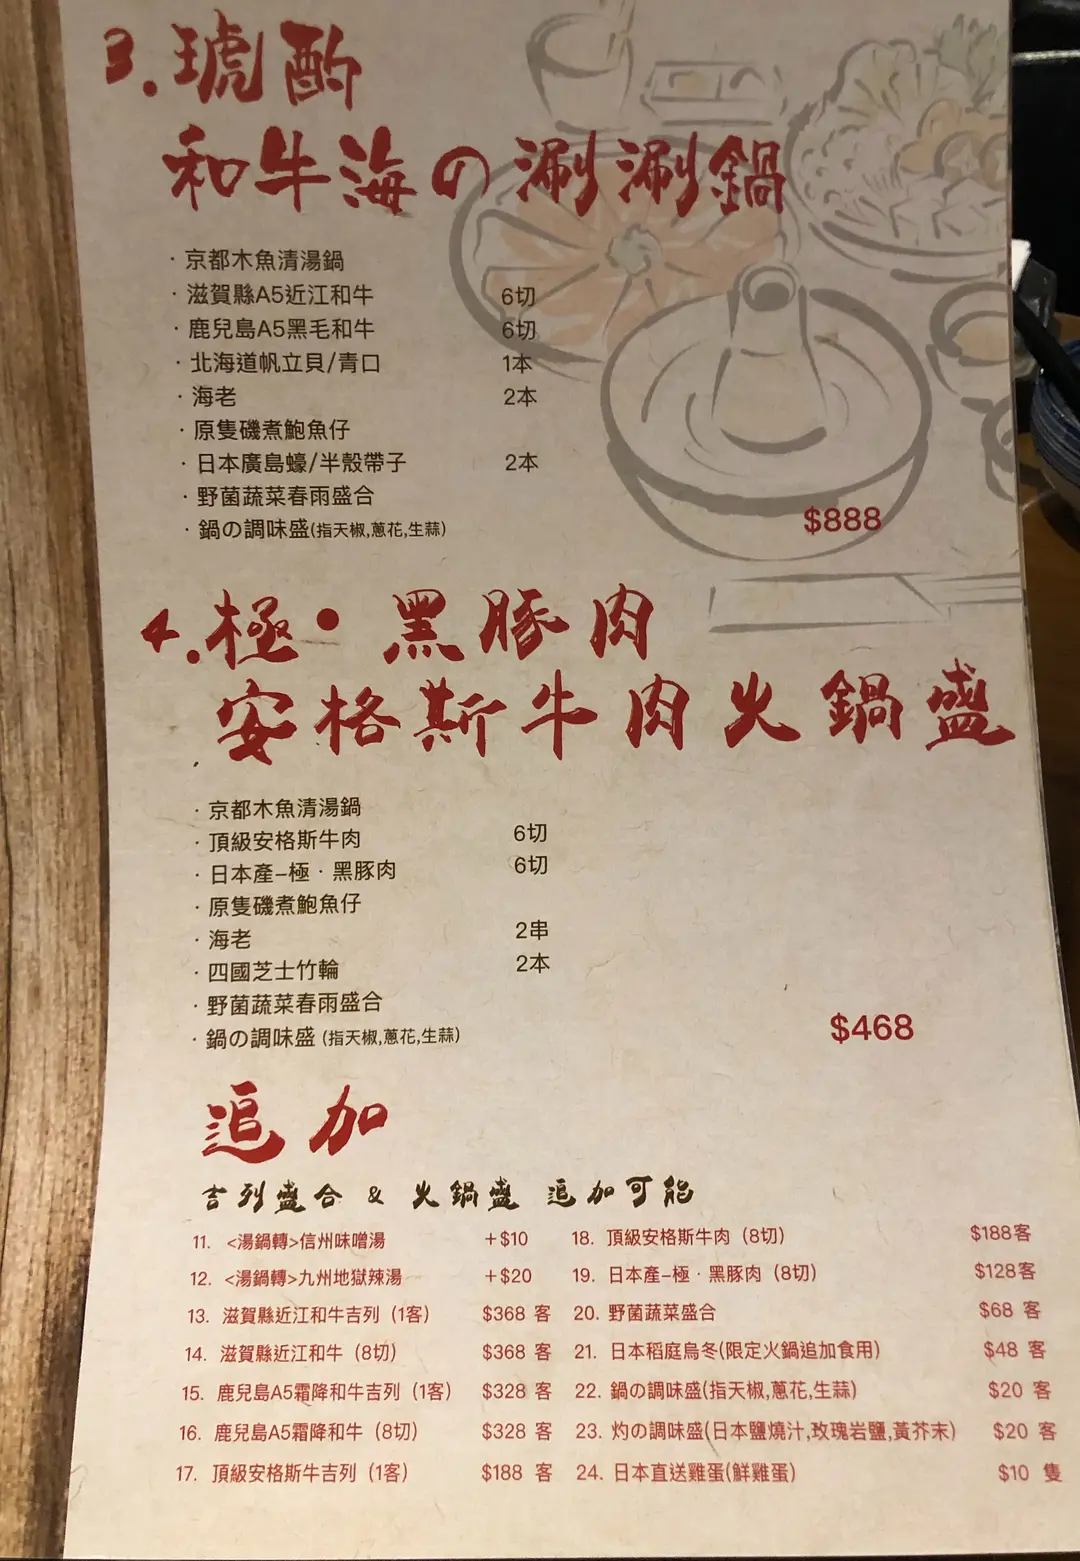 3.琥酌
和牛海の涮涮鍋
·京都木魚清湯鍋
·滋賀縣A5近江和牛 6切
·鹿兒島A5黑毛和牛 6切
·北海道帆立貝/青口 1本
·海老 2本
·原隻磯煮鮑魚仔
·日本廣島蠔/半殼帶子 2本
·野菌蔬菜春雨盛合
·鍋の調味盛(指天椒,蔥花,生蒜)
$888
4.極·黑豚肉
安格斯牛肉火鍋盛
·京都木魚清湯鍋
·頂級安格斯牛肉 6切
·日本產-極·黑豚肉 6切
·原隻磯煮鮑魚仔
·海老 2串
·四國芝士竹輪 2本
·野菌蔬菜春雨盛合
·鍋の調味盛(指天椒,蔥花,生蒜)
$468
追加
吉列盛合 & 火鍋盛 追加可能
11. <湯鍋轉>信州味噌湯 +$10
12. <湯鍋轉>九州地獄辣湯 +$20
13. 滋賀縣近江和牛吉列 (1客) $368 客
14. 滋賀縣近江和牛 (8切) $368 客
15. 鹿兒島A5霜降和牛吉列 (1客) $328 客
16. 鹿兒島A5霜降和牛 (8切) $328 客
17. 頂級安格斯牛吉列 (1客) $188 客
18. 頂級安格斯牛肉 (8切) $188客
19. 日本產-極·黑豚肉 (8切) $128客
20. 野菌蔬菜盛合 $68 客
21. 日本稻庭烏冬(限定火鍋追加食用) $48 客
22. 鍋の調味盛(指天椒,蔥花,生蒜) $20 客
23. 灼の調味盛(日本鹽燒汁,玫瑰岩鹽,黃芥末) $20 客
24. 日本直送雞蛋(鮮雞蛋) $10 隻